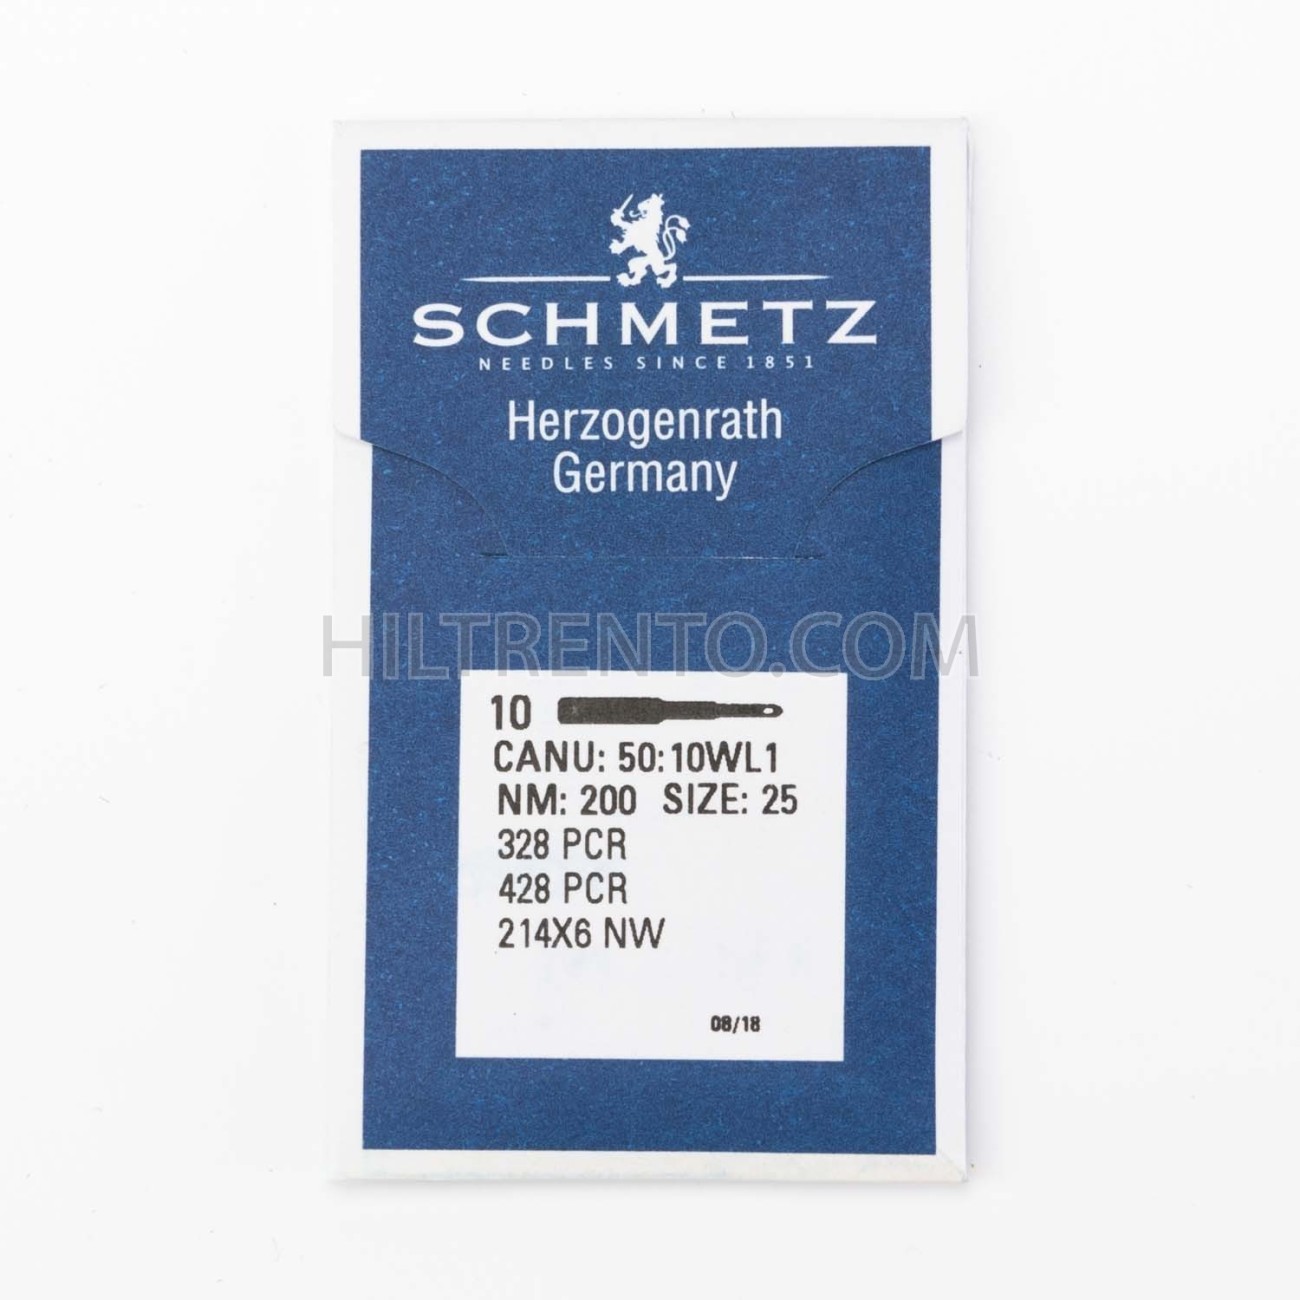 SCHMETZ
NEEDLES SINCE 1851
Herzogenrath
Germany
HILTRENTO.COM
10
CANU: 50:10WL1
NM: 200 SIZE: 25
328 PCR
428 PCR
214X6 NW
08/18